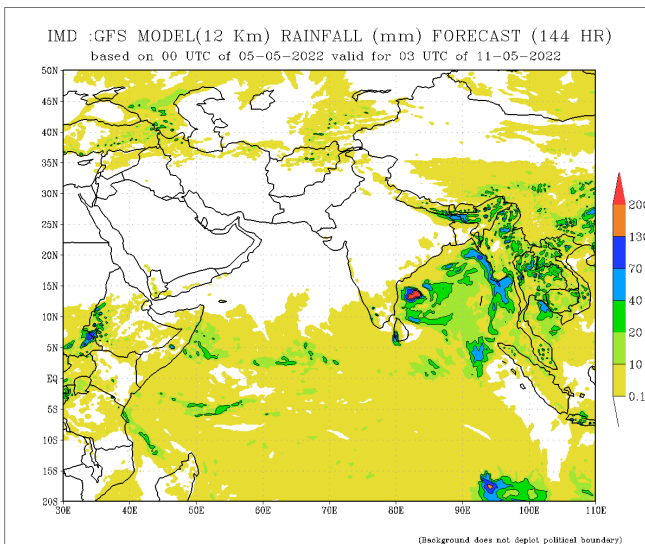 IMD :GFS MODEL(12 Km) RAINFALL (mm) FORECAST (144 HR)
based on 00 UTC of 05-05-2022 valid for 03 UTC of 11-05-2022
50N
45N
40N
35N
30N
25N
20N
15N
10N
5N
EQ
5S
10S
15S
20S
30E 40E 50E 60E 70E 80E 90E 100E 110E
200
130
70
40
20
10
0.1
(Background does not depict political boundary)